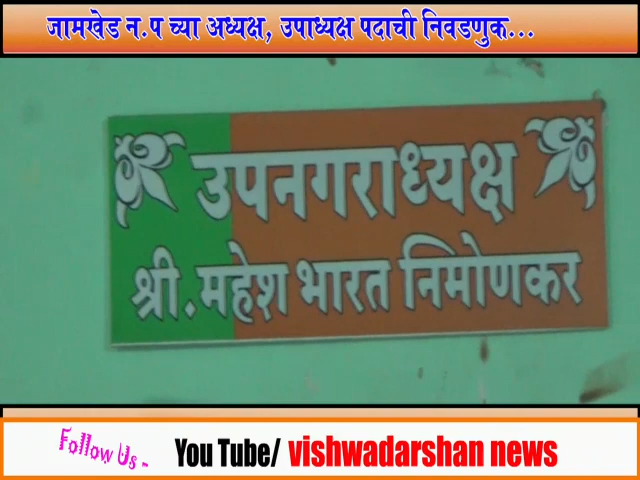 जामखेड न.प च्या अध्यक्ष, उपाध्यक्ष पदाची निवडणुक...
उपनगराध्यक्ष
श्री.महेश भारत निमोणकर
Follow Us - You Tube/ vishwadarshan news